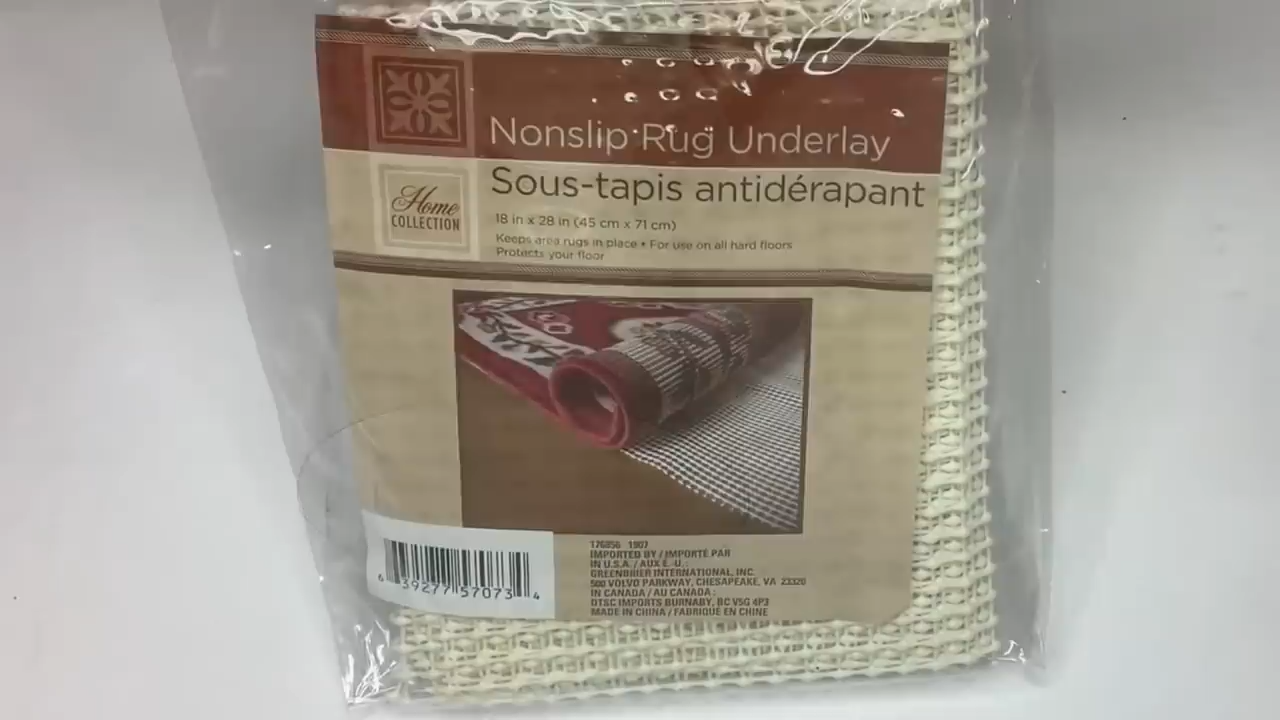 Nonslip Rug Underlay
Sous-tapis antidérapant
Home
COLLECTION
18 in x 28 in (45 cm x 71 cm)
Keeps area rugs in place • For use on all hard floors
Protects your floor
176856 1907
IMPORTED BY / IMPORTÉ PAR
IN U.S.A. / AUX É.-U.:
GREENBRIER INTERNATIONAL, INC.
500 VOLVO PARKWAY, CHESAPEAKE, VA 23320
IN CANADA / AU CANADA:
DTSC IMPORTS BURNABY, BC V5G 4P3
MADE IN CHINA / FABRIQUÉ EN CHINE
6 39277 57073 4